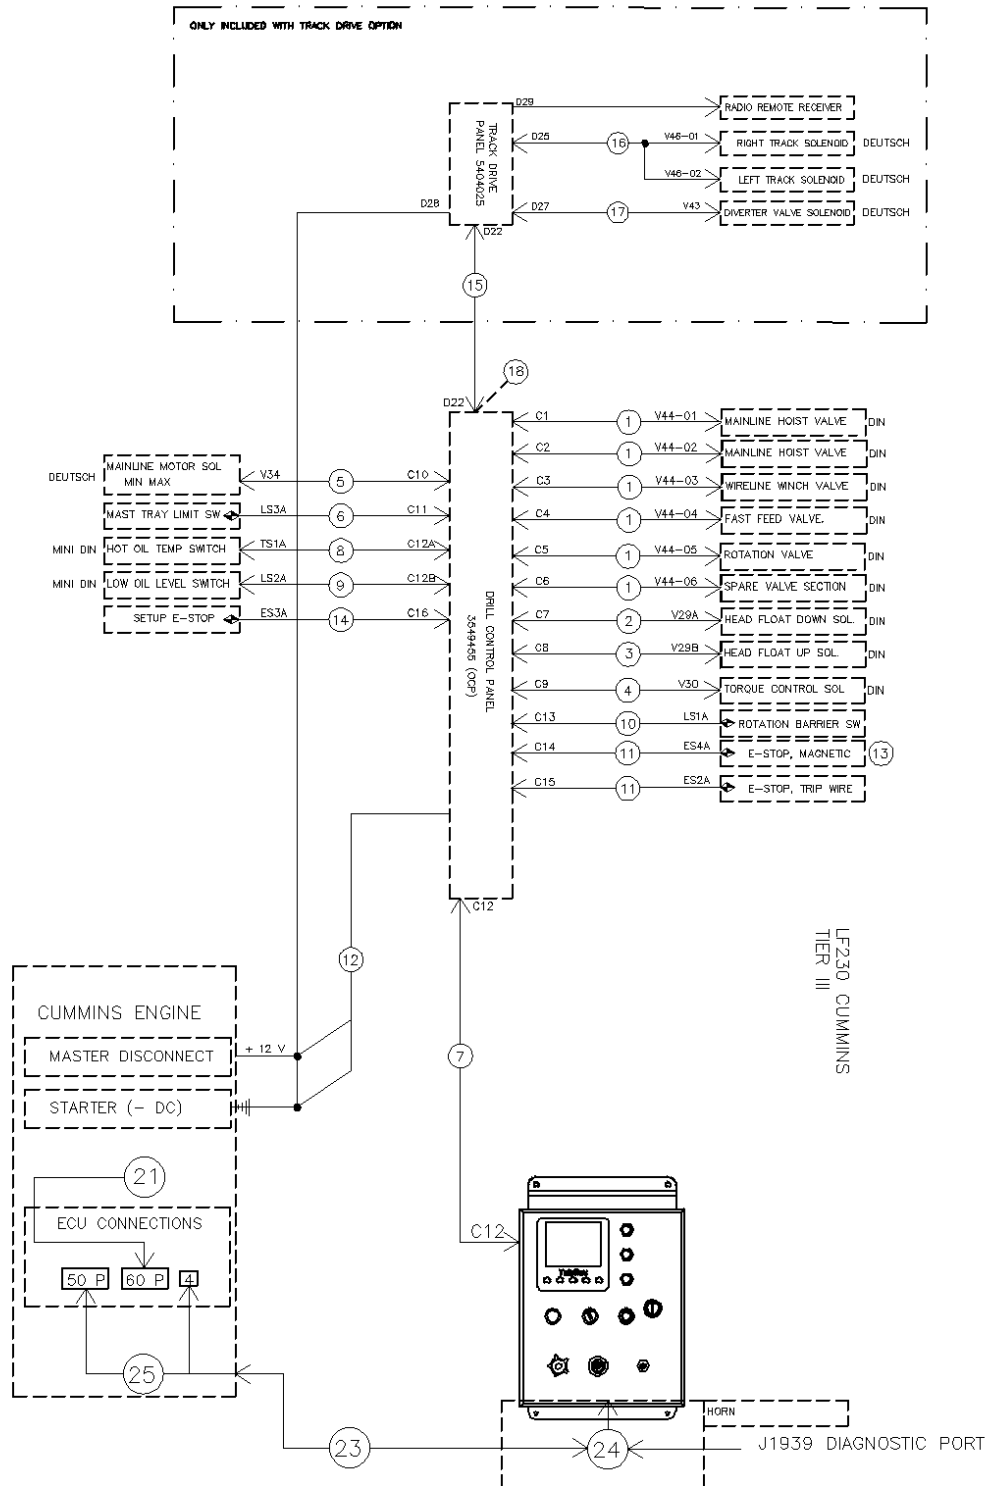 ONLY INCLUDED WITH TRACK DRIVE OPTION
D29
RADIO REMOTE RECEIVER
TRACK DRIVE
PANEL 5404025
D25
16
V46-01
RIGHT TRACK SOLENOID
DEUTSCH
V46-02
LEFT TRACK SOLENOID
DEUTSCH
D28
D27
17
V43
DIVERTER VALVE SOLENOID
DEUTSCH
D22
15
18
D22
C1
1
V44-01
MAINLINE HOIST VALVE
DIN
C2
1
V44-02
MAINLINE HOIST VALVE
DIN
DEUTSCH
MAINLINE MOTOR SOL
MIN MAX
V34
5
C10
C3
1
V44-03
WIRELINE WINCH VALVE
DIN
MAST TRAY LIMIT SW
LS3A
6
C11
C4
1
V44-04
FAST FEED VALVE.
DIN
MINI DIN
HOT OIL TEMP SWITCH
TS1A
8
C12A
C5
1
V44-05
ROTATION VALVE
DIN
MINI DIN
LOW OIL LEVEL SWITCH
LS2A
9
C12B
C6
1
V44-06
SPARE VALVE SECTION
DIN
SETUP E-STOP
ES3A
14
C16
C7
2
V29A
HEAD FLOAT DOWN SOL.
DIN
DRILL CONTROL PANEL
3549455 (OCP)
C8
3
V29B
HEAD FLOAT UP SOL.
DIN
C9
4
V30
TORQUE CONTROL SOL
DIN
C13
10
LS1A
ROTATION BARRIER SW
C14
11
ES4A
E-STOP, MAGNETIC
13
C15
11
ES2A
E-STOP, TRIP WIRE
C12
LF230 CUMMINS
TIER III
12
CUMMINS ENGINE
MASTER DISCONNECT
+ 12 V
7
STARTER (- DC)
21
ECU CONNECTIONS
C12
50 P
60 P
4
25
HORN
23
24
J1939 DIAGNOSTIC PORT